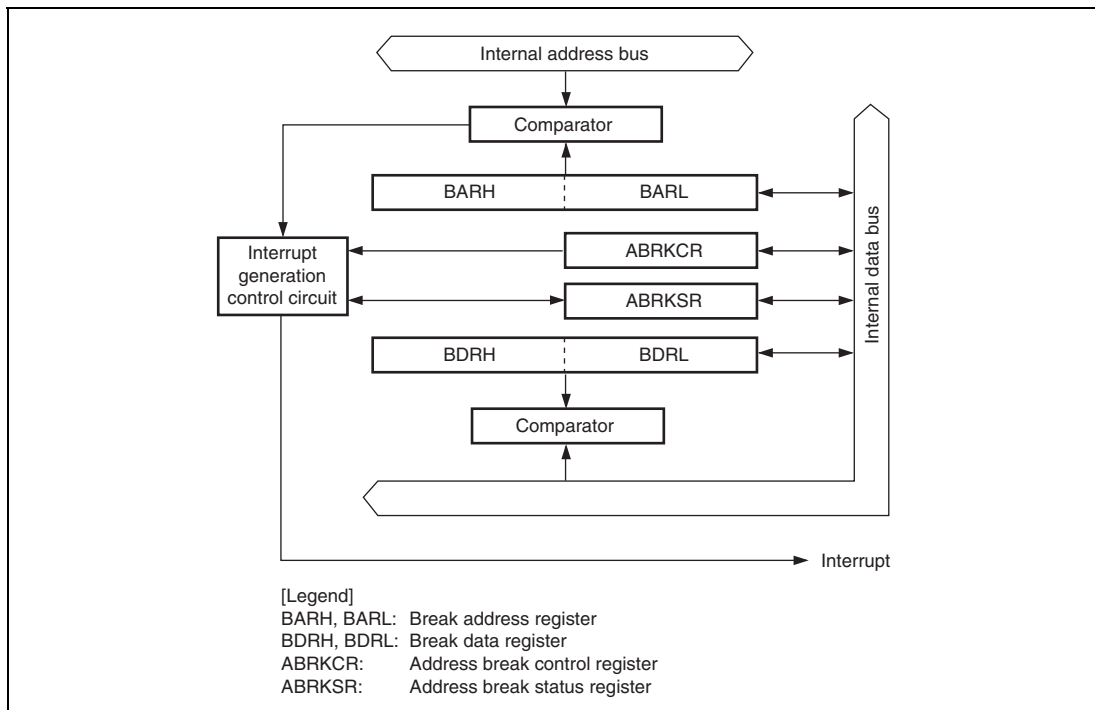 Internal address bus
Comparator
BARH
BARL
Interrupt
generation
control circuit
ABRKCR
ABRKSR
Internal data bus
BDRH
BDRL
Comparator
Interrupt
[Legend]
BARH, BARL: Break address register
BDRH, BDRL: Break data register
ABRKCR: Address break control register
ABRKSR: Address break status register